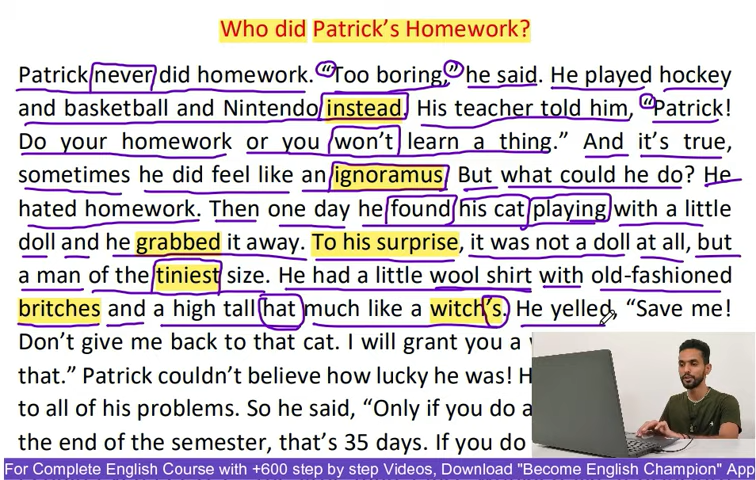 Who did Patrick's Homework?
Patrick never did homework. "Too boring," he said. He played hockey
and basketball and Nintendo instead. His teacher told him, "Patrick!
Do your homework or you won't learn a thing." And it's true,
sometimes he did feel like an ignoramus. But what could he do? He
hated homework. Then one day he found his cat playing with a little
doll and he grabbed it away. To his surprise, it was not a doll at all, but
a man of the tiniest size. He had a little wool shirt with old-fashioned
britches and a high tall hat much like a witch's. He yelled, "Save me!
Don't give me back to that cat. I will grant you a
that." Patrick couldn't believe how lucky he was! H
to all of his problems. So he said, "Only if you do a
the end of the semester, that's 35 days. If you do
For Complete English Course with +600 step by step Videos, Download "Become English Champion" App